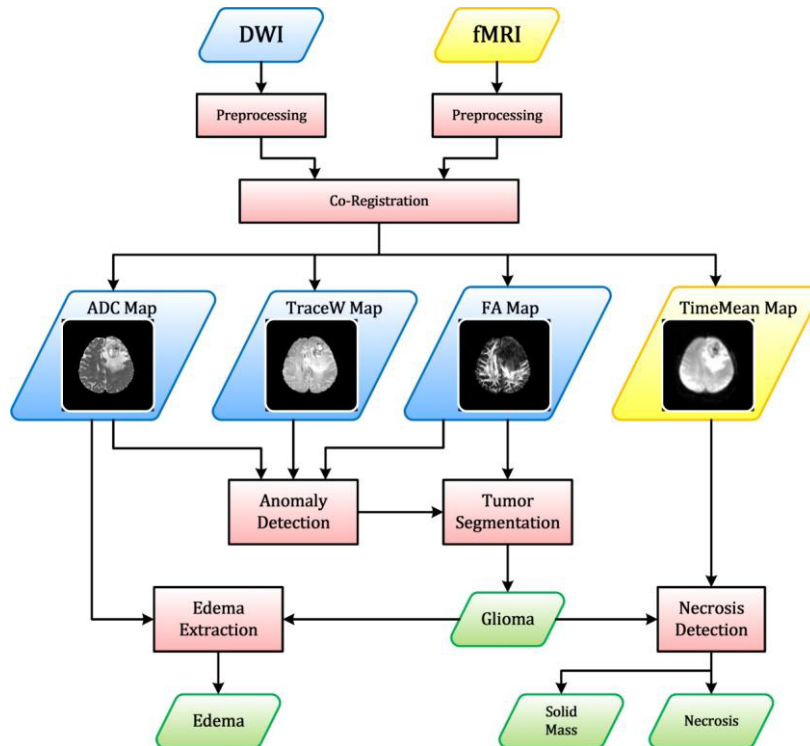 DWI
fMRI
Preprocessing
Preprocessing
Co-Registration
ADC Map
TraceW Map
FA Map
TimeMean Map
Anomaly
Detection
Tumor
Segmentation
Edema
Extraction
Glioma
Necrosis
Detection
Edema
Solid
Mass
Necrosis